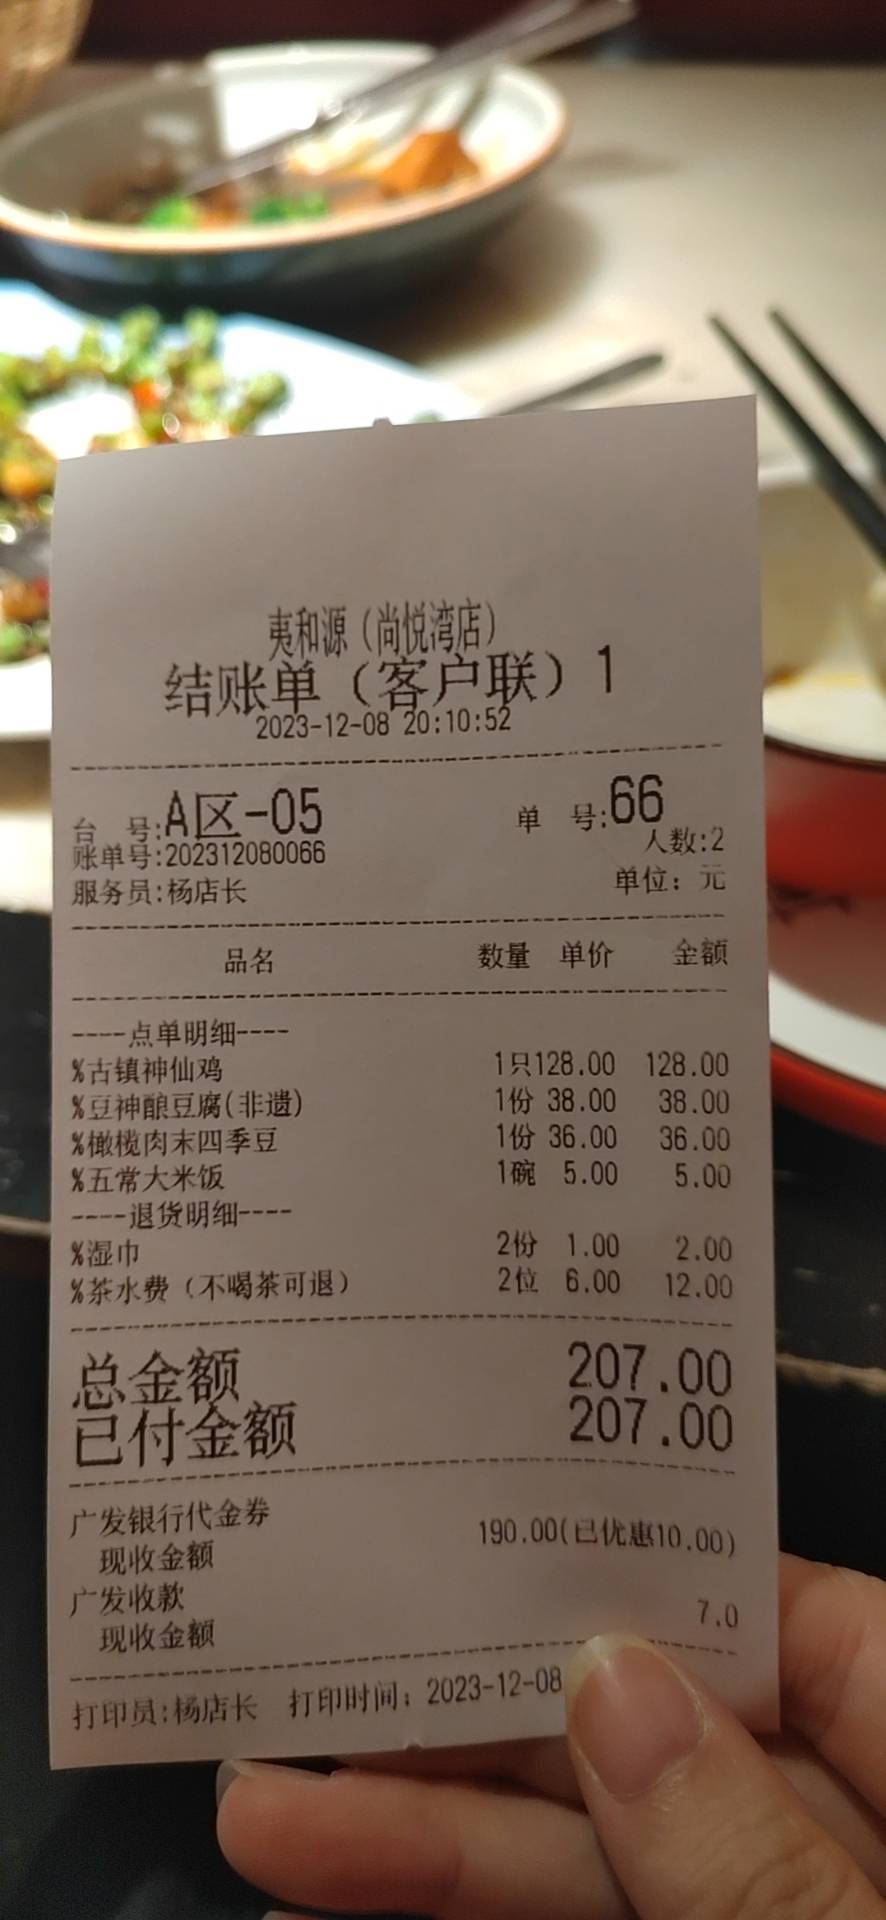 夷和源（尚悦湾店）
结账单（客户联）1
2023-12-08 20:10:52
台 号:A区-05 单 号:66
人数:2
账单号:202312080066
服务员:杨店长 单位：元
品名 数量 单价 金额
----点单明细----
%古镇神仙鸡 1只128.00 128.00
%豆神酿豆腐(非遗) 1份 38.00 38.00
%橄榄肉末四季豆 1份 36.00 36.00
%五常大米饭 1碗 5.00 5.00
----退货明细----
%湿巾 2份 1.00 2.00
%茶水费（不喝茶可退） 2位 6.00 12.00
总金额 207.00
已付金额 207.00
广发银行代金券
现收金额 190.00(已优惠10.00)
广发收款
现收金额 7.0
打印员:杨店长 打印时间：2023-12-08